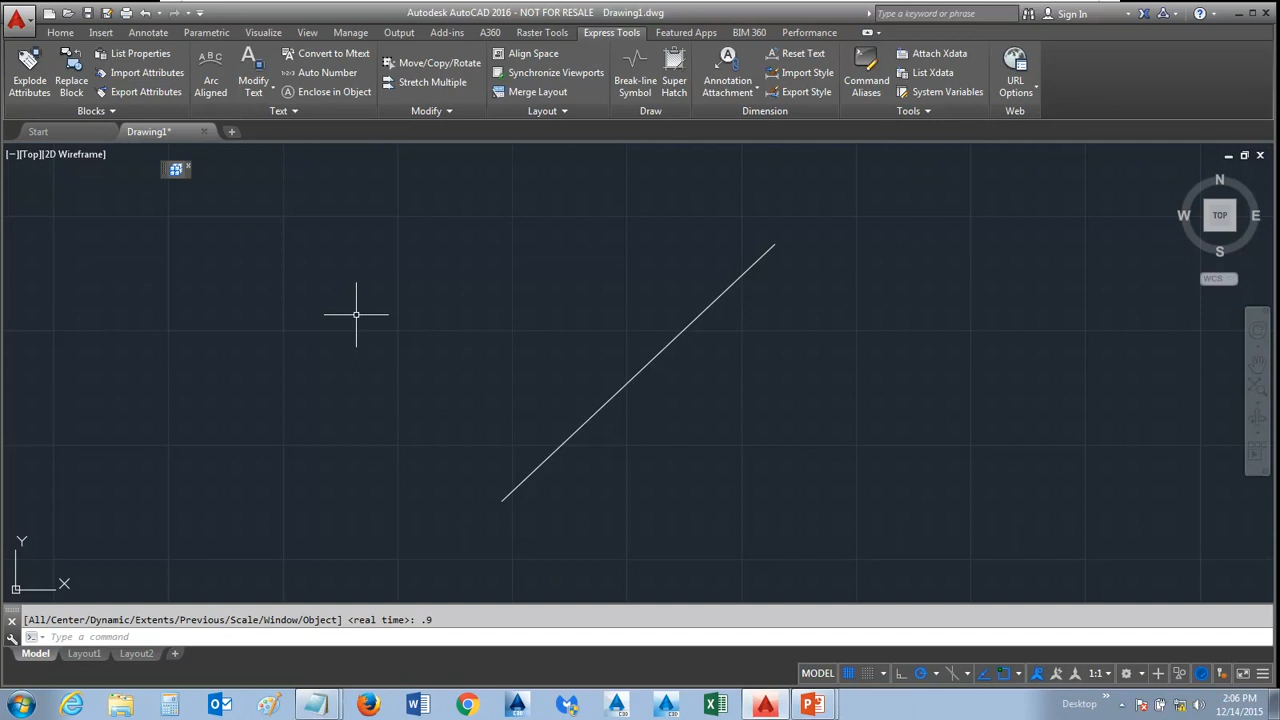 Autodesk AutoCAD 2016 - NOT FOR RESALE Drawing1.dwg
Type a keyword or phrase
Sign In
Home Insert Annotate Parametric Visualize View Manage Output Add-ins A360 Raster Tools Express Tools Featured Apps BIM 360 Performance
Explode Attributes
Replace Block
List Properties
Import Attributes
Export Attributes
Blocks
Arc Aligned
Modify Text
Convert to Mtext
Auto Number
Enclose in Object
Text
Move/Copy/Rotate
Stretch Multiple
Modify
Align Space
Synchronize Viewports
Merge Layout
Layout
Break-line Symbol
Super Hatch
Draw
Annotation Attachment
Reset Text
Import Style
Export Style
Dimension
Command Aliases
Attach Xdata
List Xdata
System Variables
Tools
URL Options
Web
Start
Drawing1*
[−][Top][2D Wireframe]
N
W TOP E
S
WCS
Y
X
[All/Center/Dynamic/Extents/Previous/Scale/Window/Object] <real time>: .9
Type a command
Model Layout1 Layout2
MODEL
1:1
Desktop
2:06 PM
12/14/2015